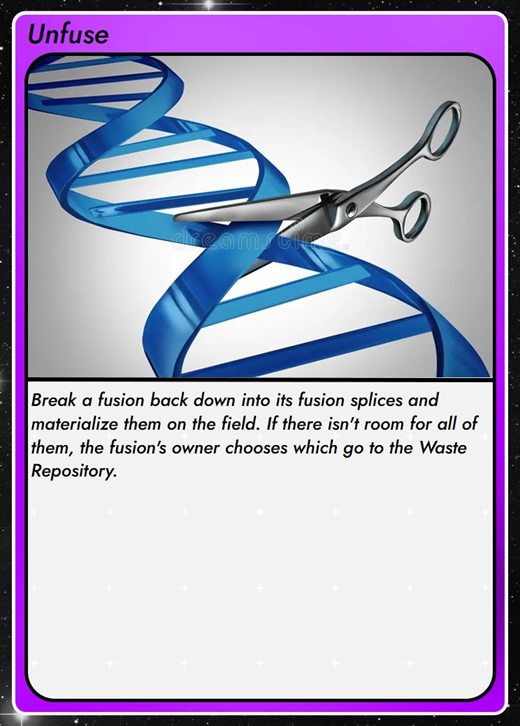 Unfuse
dreamstime.
Break a fusion back down into its fusion splices and
materialize them on the field. If there isn't room for all of
them, the fusion's owner chooses which go to the Waste
Repository.